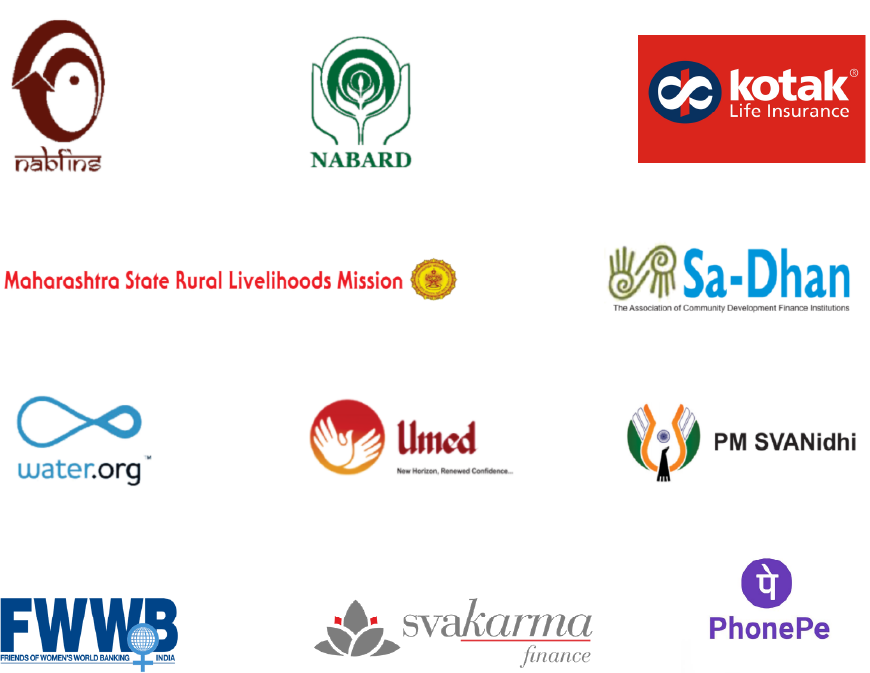 nabfins
NABARD
kotak®
Life Insurance
Maharashtra State Rural Livelihoods Mission
Sa-Dhan
The Association of Community Development Finance Institutions
water.org™
Umed
New Horizon, Renewed Confidence...
PM SVANidhi
FWWB
FRIENDS OF WOMEN'S WORLD BANKING INDIA
svakarma
finance
पे
PhonePe